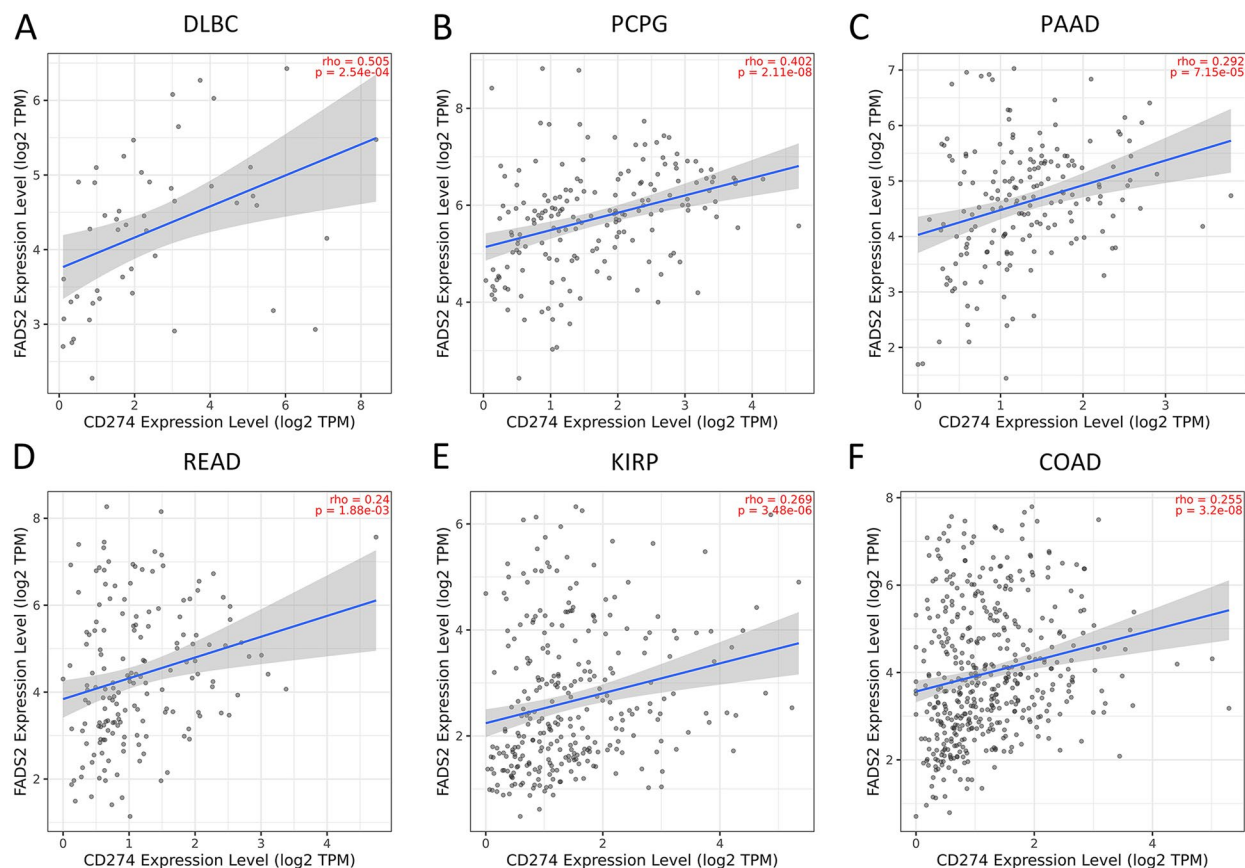 A
DLBC
rho = 0.505
p = 2.54e-04
6
5
4
3
FADS2 Expression Level (log2 TPM)
0
2
4
6
8
CD274 Expression Level (log2 TPM)
B
PCPG
rho = 0.402
p = 2.11e-08
8
6
4
FADS2 Expression Level (log2 TPM)
0
1
2
3
4
CD274 Expression Level (log2 TPM)
C
PAAD
rho = 0.292
p = 7.15e-05
7
6
5
4
3
2
FADS2 Expression Level (log2 TPM)
0
1
2
3
CD274 Expression Level (log2 TPM)
D
READ
rho = 0.24
p = 1.88e-03
8
6
4
2
FADS2 Expression Level (log2 TPM)
0
1
2
3
4
CD274 Expression Level (log2 TPM)
E
KIRP
rho = 0.269
p = 3.48e-06
6
4
2
FADS2 Expression Level (log2 TPM)
0
2
4
CD274 Expression Level (log2 TPM)
F
COAD
rho = 0.255
p = 3.2e-08
8
6
4
2
FADS2 Expression Level (log2 TPM)
0
2
4
CD274 Expression Level (log2 TPM)